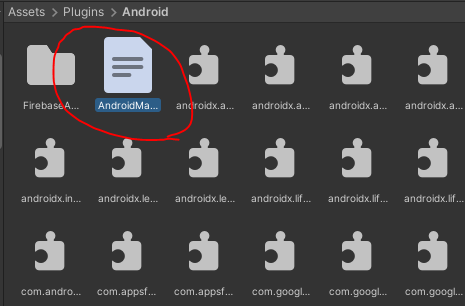 Assets > Plugins > Android
FirebaseA... AndroidMa... androidx.a... androidx.a... androidx.a... androidx.a...
androidx.in... androidx.le... androidx.lif... androidx.lif... androidx.lif... androidx.lif...
com.andro... com.appsf... com.appsf... com.googl... com.googl... com.googl...